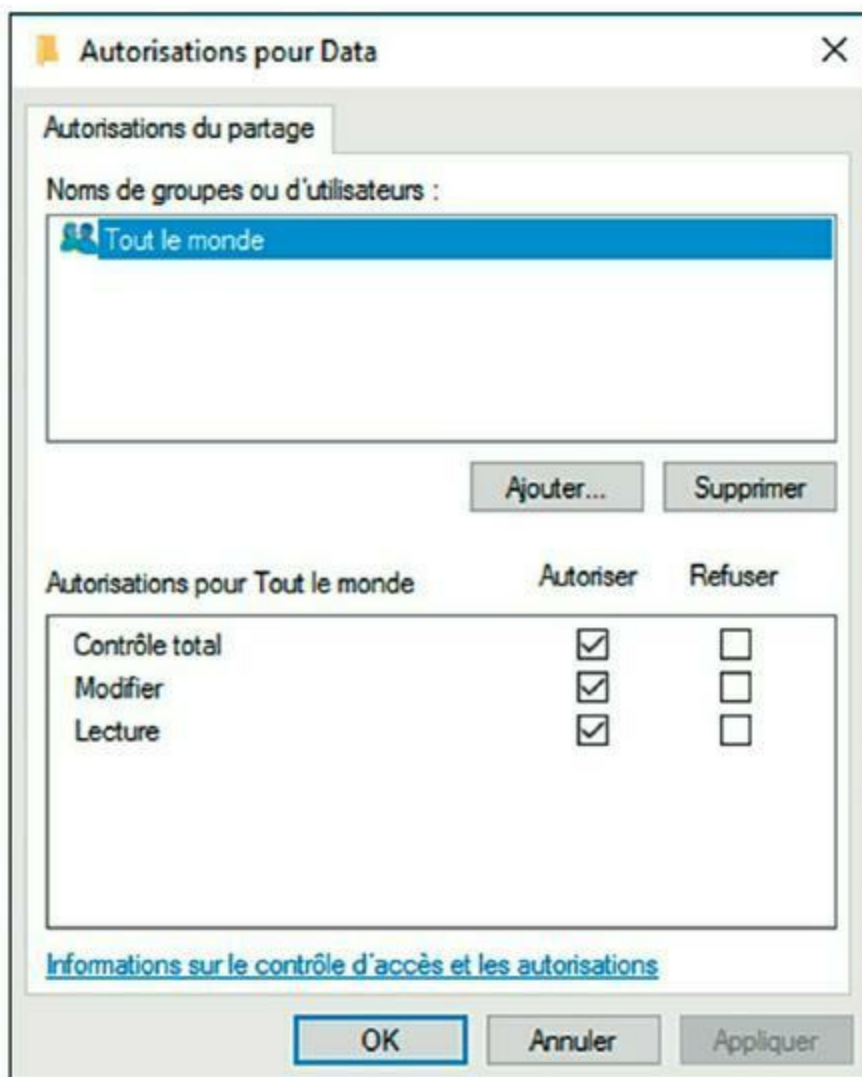 Autorisations pour Data
Autorisations du partage
Noms de groupes ou d'utilisateurs :
Tout le monde
Ajouter... Supprimer
Autorisations pour Tout le monde Autoriser Refuser
Contrôle total
Modifier
Lecture
Informations sur le contrôle d'accès et les autorisations
OK Annuler Appliquer